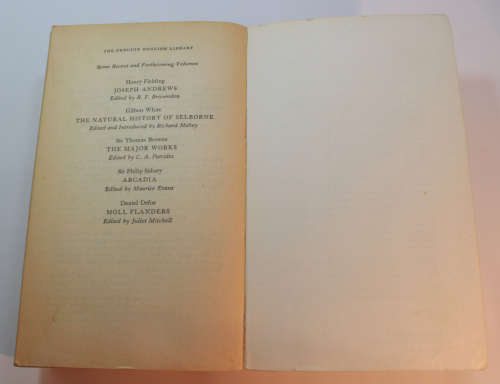 THE PENGUIN ENGLISH LIBRARY
Some Recent and Forthcoming Volumes
Henry Fielding
JOSEPH ANDREWS
Edited by R. F. Brissenden
Gilbert White
THE NATURAL HISTORY OF SELBORNE
Edited and Introduced by Richard Mabey
Sir Thomas Browne
THE MAJOR WORKS
Edited by C. A. Patrides
Sir Philip Sidney
ARCADIA
Edited by Maurice Evans
Daniel Defoe
MOLL FLANDERS
Edited by Juliet Mitchell